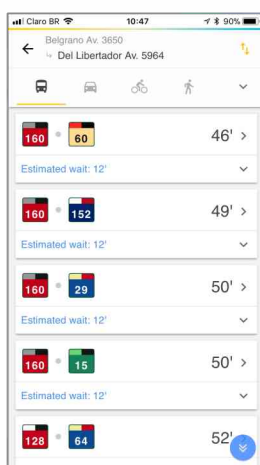 Claro BR 10:47 90%
Belgrano Av. 3650
Del Libertador Av. 5964
160 60 46'
Estimated wait: 12'
160 152 49'
Estimated wait: 12'
160 29 50'
Estimated wait: 12'
160 15 50'
Estimated wait: 12'
128 64 52'